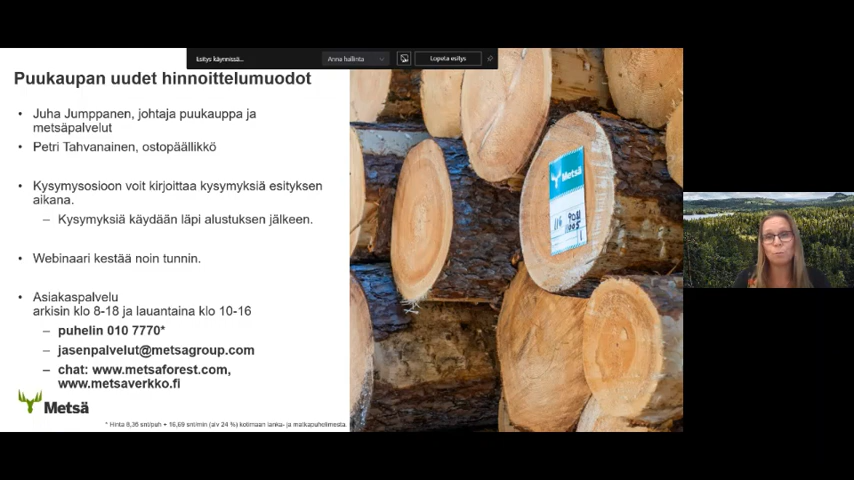 Esitys käynnissä...
Anna hallinta
Lopeta esitys
Puukaupan uudet hinnoittelumuodot
• Juha Jumppanen, johtaja puukauppa ja
metsäpalvelut
• Petri Tahvanainen, ostopäällikkö
• Kysymysosioon voit kirjoittaa kysymyksiä esityksen
aikana.
– Kysymyksiä käydään läpi alustuksen jälkeen.
• Webinaari kestää noin tunnin.
• Asiakaspalvelu
arkisin klo 8-18 ja lauantaina klo 10-16
– puhelin 010 7770*
– jasenpalvelut@metsagroup.com
– chat: www.metsaforest.com,
www.metsaverkko.fi
Metsä
* Hinta 8,35 snt/puh + 16,69 snt/min (alv 24 %) kotimaan lanka- ja matkapuhelimesta.
Metsä
116